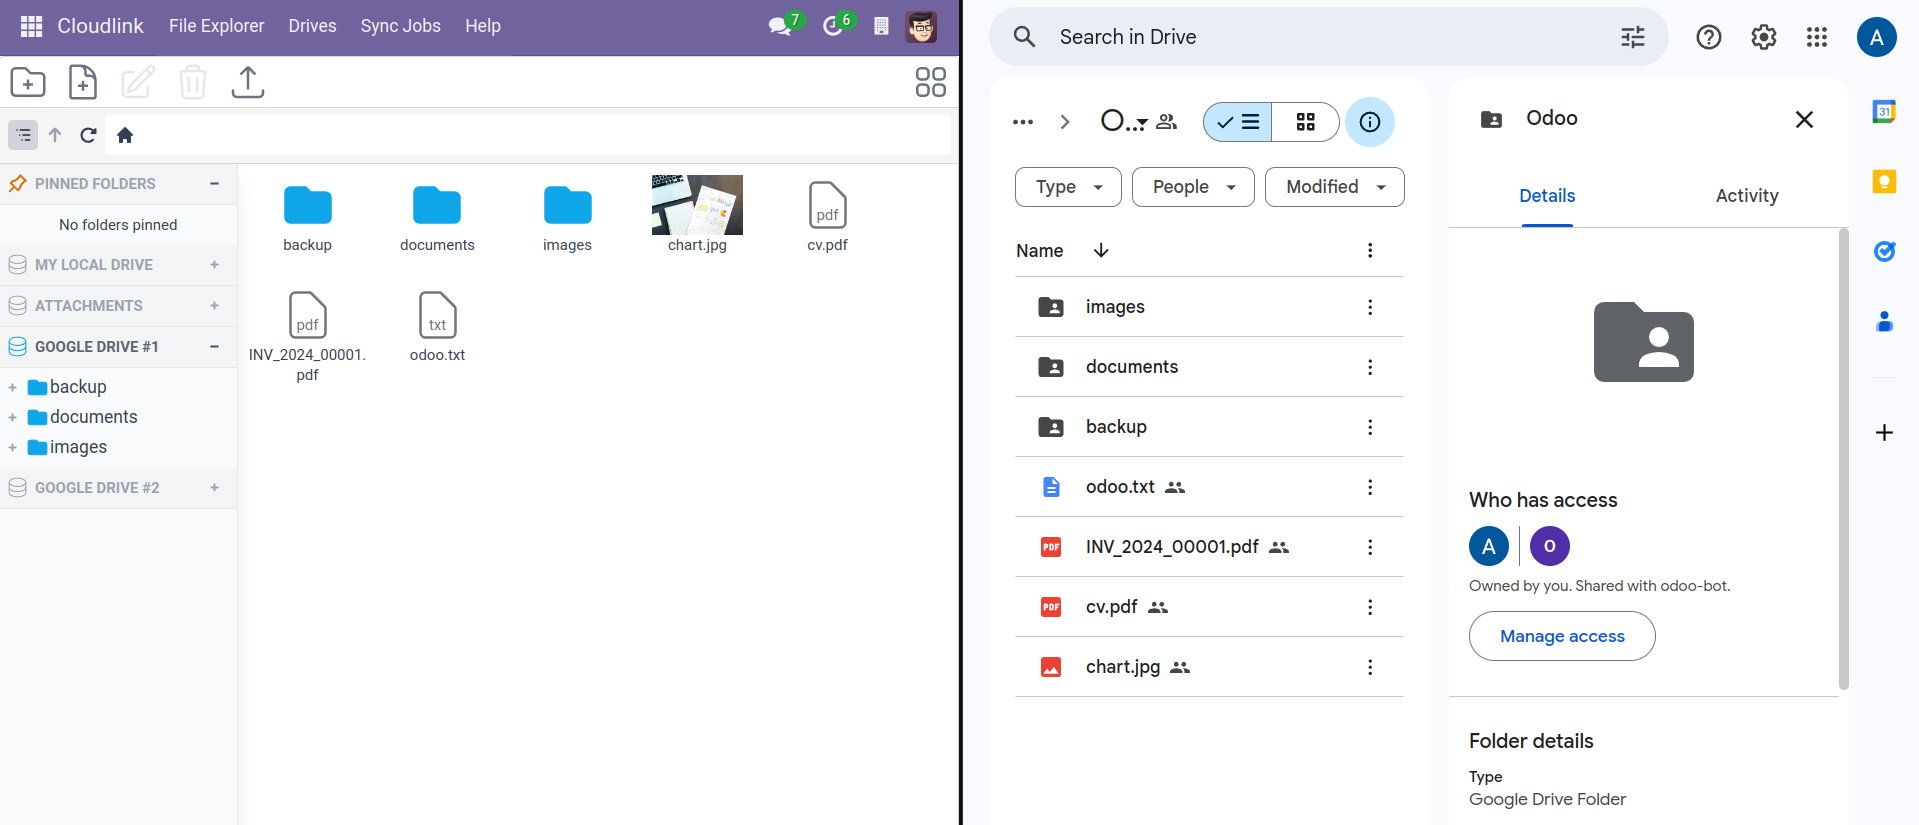 Cloudlink File Explorer Drives Sync Jobs Help 7 6
PINNED FOLDERS
No folders pinned
MY LOCAL DRIVE
ATTACHMENTS
GOOGLE DRIVE #1
backup
documents
images
GOOGLE DRIVE #2
backup documents images chart.jpg cv.pdf
pdf
INV_2024_00001.
pdf
odoo.txt
pdf txt
Search in Drive
A
O...
Type People Modified
Name
images
documents
backup
odoo.txt
PDF INV_2024_00001.pdf
PDF cv.pdf
chart.jpg
Odoo
Details Activity
Who has access
A O
Owned by you. Shared with odoo-bot.
Manage access
Folder details
Type
Google Drive Folder
31